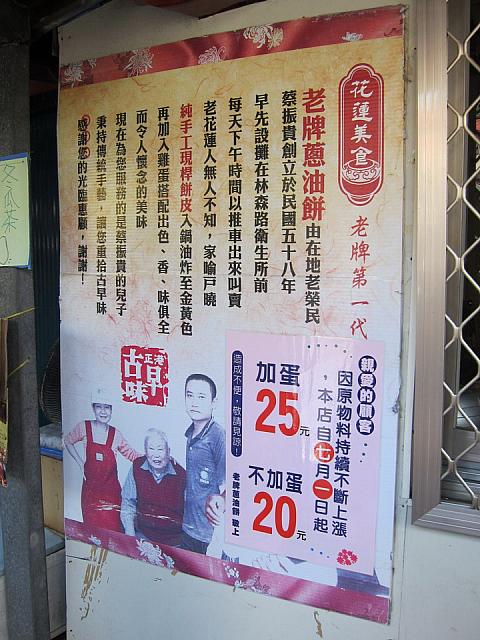 花蓮美食
老牌第一代
老牌蔥油餅由在地老榮民
蔡振貴創立於民國五十八年
早先設攤在林森路衛生所前
每天下午時間以推車出來叫賣
老花蓮人無人不知，家喻戶曉
純手工現桿餅皮入鍋油炸至金黃色
再加入雞蛋搭配出色、香、味俱全
而令人懷念的美味
現在為您服務的是蔡振貴的兒子
秉持傳統手藝，讓您重拾古早味
感謝您的光臨惠顧，謝謝！
正港
古早味
親愛的顧客
因原物料持續不斷上漲
，本店自七月一日起
加蛋
25元
不加蛋
20元
造成不便，敬請見諒！
老牌蔥油餅 敬上
冬瓜茶